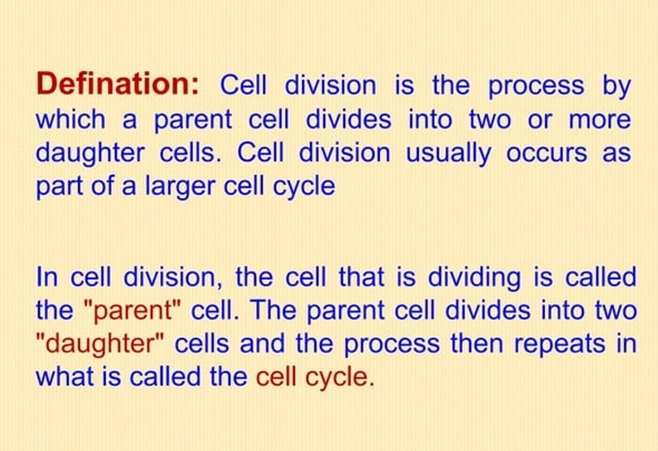 Defination: Cell division is the process by
which a parent cell divides into two or more
daughter cells. Cell division usually occurs as
part of a larger cell cycle
In cell division, the cell that is dividing is called
the "parent" cell. The parent cell divides into two
"daughter" cells and the process then repeats in
what is called the cell cycle.